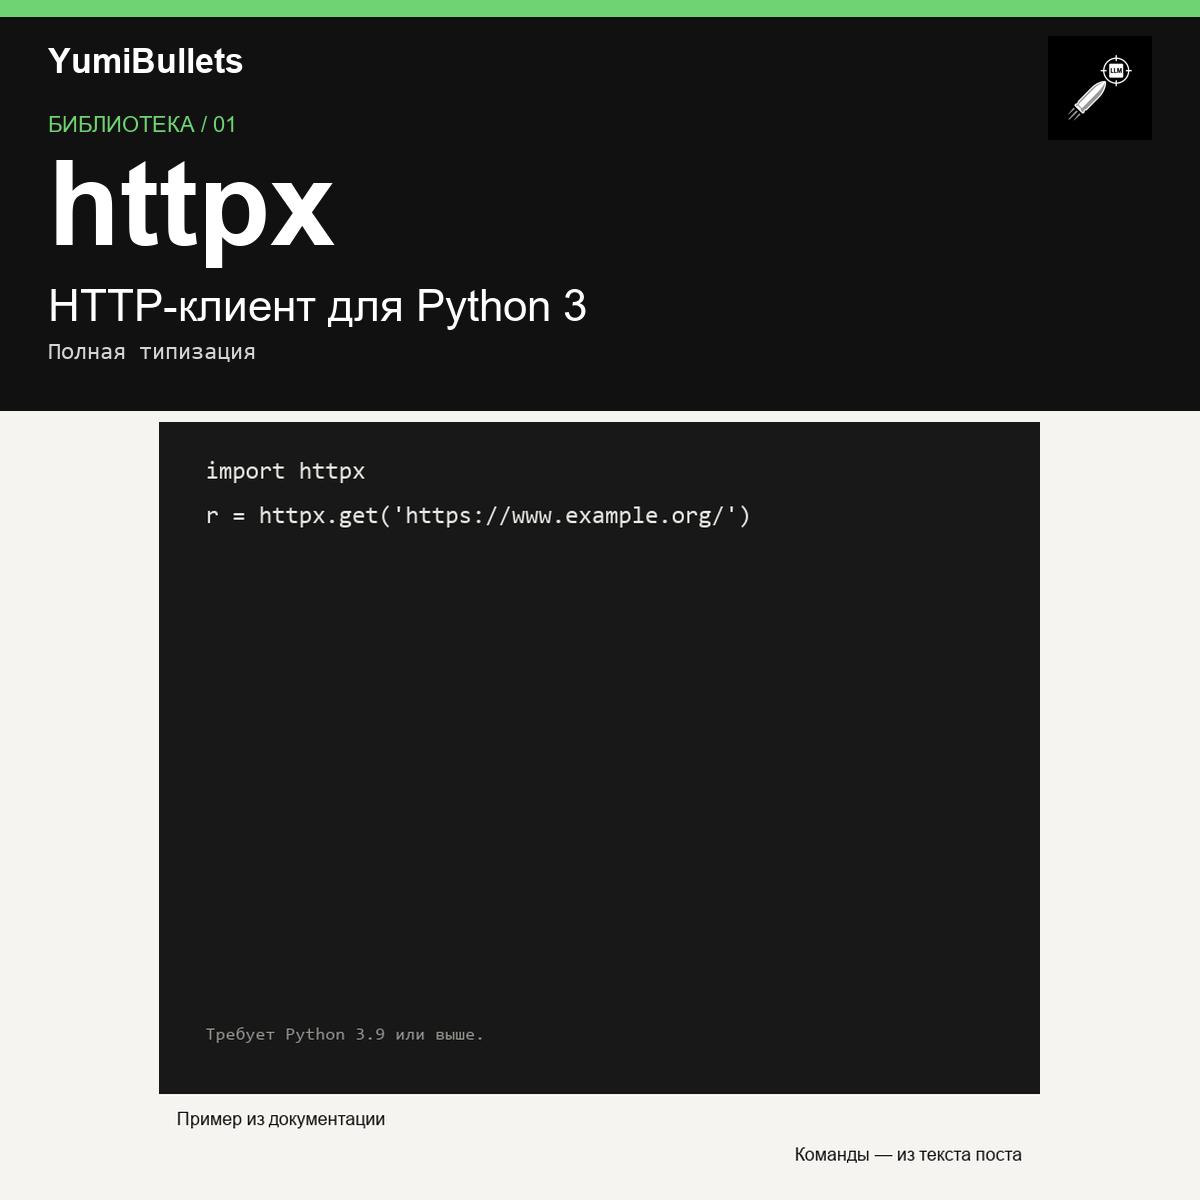 YumiBullets
LLM
БИБЛИОТЕКА / 01
httpx
HTTP-клиент для Python 3
Полная типизация
import httpx
r = httpx.get('https://www.example.org/')
Требует Python 3.9 или выше.
Пример из документации
Команды — из текста поста